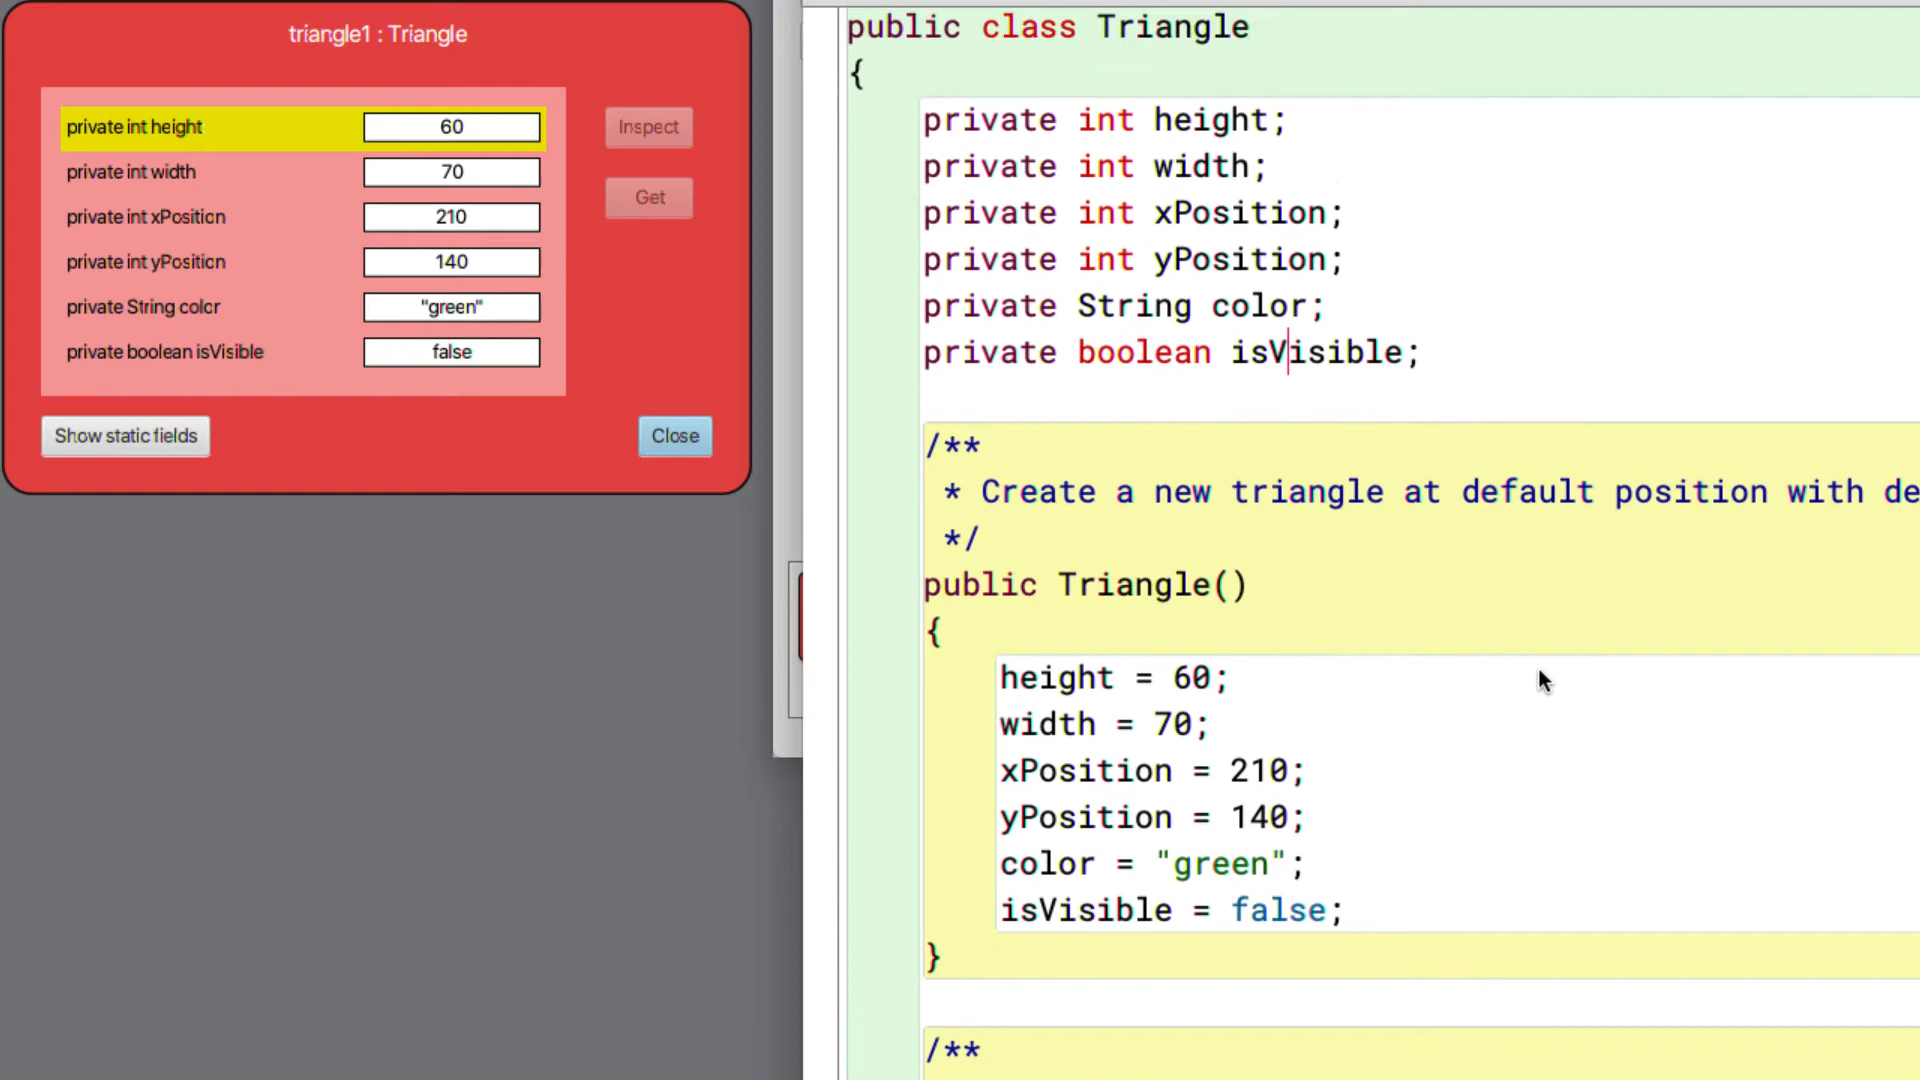 triangle1 : Triangle
private int height 60
private int width 70
private int xPosition 210
private int yPosition 140
private String color "green"
private boolean isVisible false
Inspect
Get
Show static fields
Close
public class Triangle
{
private int height;
private int width;
private int xPosition;
private int yPosition;
private String color;
private boolean isVisible;
/**
* Create a new triangle at default position with de
*/
public Triangle()
{
height = 60;
width = 70;
xPosition = 210;
yPosition = 140;
color = "green";
isVisible = false;
}
/**